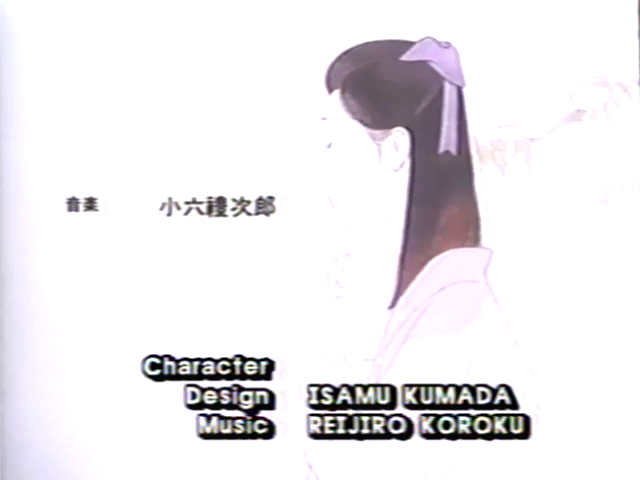 音楽 小六禮次郎
Character
Design ISAMU KUMADA
Music REIJIRO KOROKU